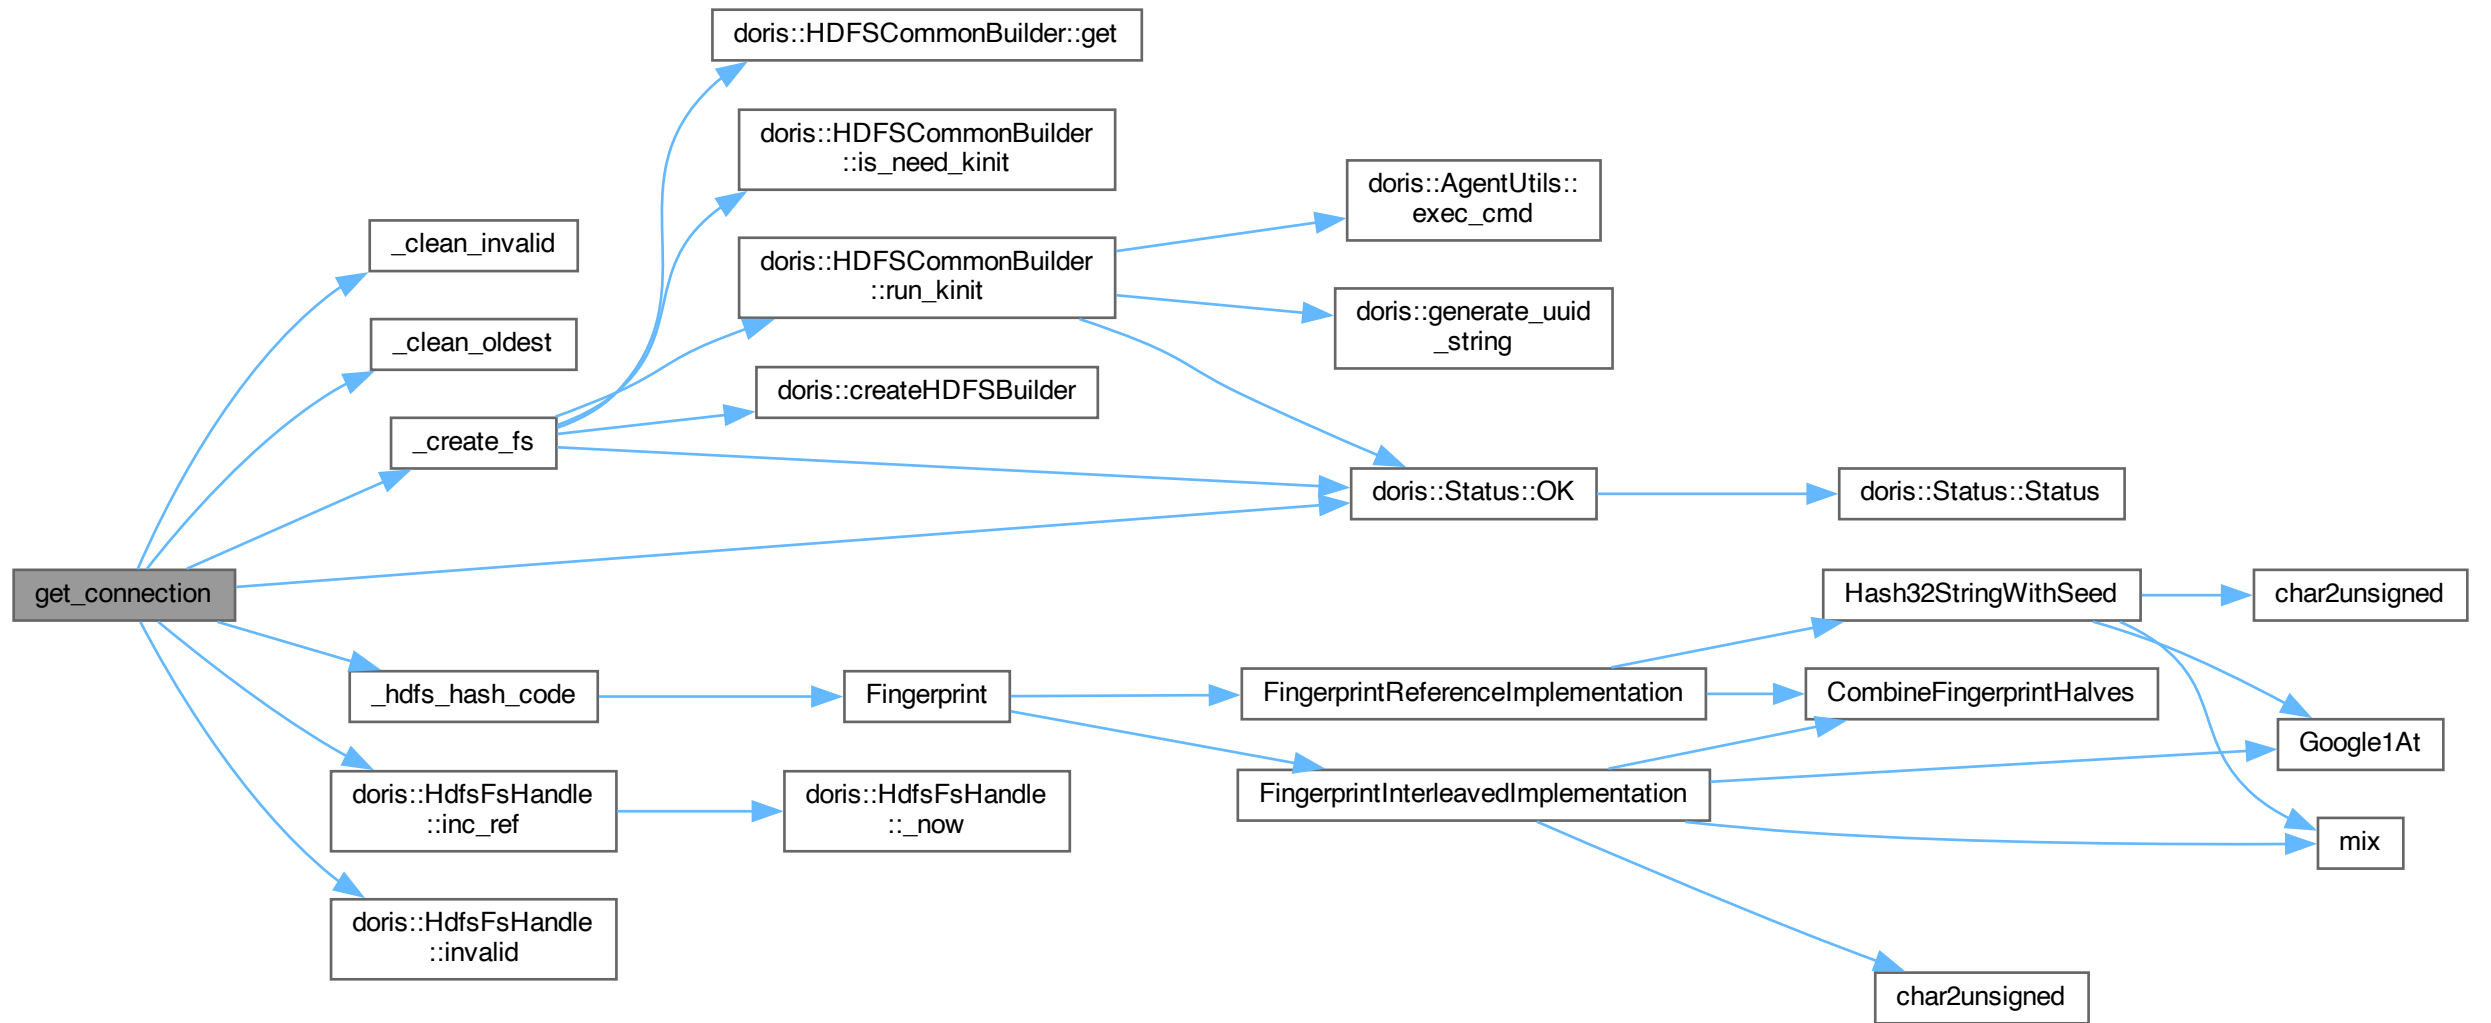 doris::HDFSCommonBuilder::get
doris::HDFSCommonBuilder
::is_need_kinit
doris::AgentUtils::
exec_cmd
_clean_invalid
doris::HDFSCommonBuilder
::run_kinit
doris::generate_uuid
_string
_clean_oldest
doris::createHDFSBuilder
_create_fs
doris::Status::OK
doris::Status::Status
get_connection
Hash32StringWithSeed
char2unsigned
_hdfs_hash_code
Fingerprint
FingerprintReferenceImplementation
CombineFingerprintHalves
Google1At
doris::HdfsFsHandle
::inc_ref
doris::HdfsFsHandle
::_now
FingerprintInterleavedImplementation
mix
doris::HdfsFsHandle
::invalid
char2unsigned